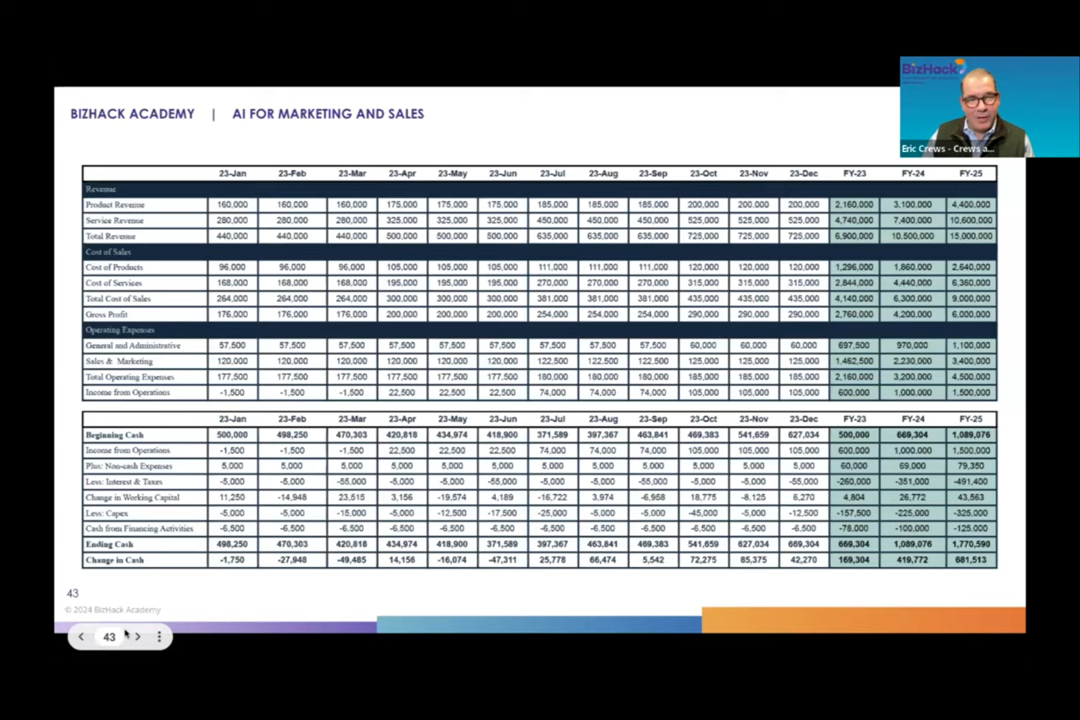 BIZHACK ACADEMY | AI FOR MARKETING AND SALES
BizHack
Eric Crews - Crews a...
23-Jan 23-Feb 23-Mar 23-Apr 23-May 23-Jun 23-Jul 23-Aug 23-Sep 23-Oct 23-Nov 23-Dec FY-23 FY-24 FY-25
Revenue
Product Revenue 160,000 160,000 160,000 175,000 175,000 175,000 185,000 185,000 185,000 200,000 200,000 200,000 2,160,000 3,100,000 4,400,000
Service Revenue 280,000 280,000 280,000 325,000 325,000 325,000 450,000 450,000 450,000 525,000 525,000 525,000 4,740,000 7,400,000 10,600,000
Total Revenue 440,000 440,000 440,000 500,000 500,000 500,000 635,000 635,000 635,000 725,000 725,000 725,000 6,900,000 10,500,000 15,000,000
Cost of Sales
Cost of Products 96,000 96,000 96,000 105,000 105,000 105,000 111,000 111,000 111,000 120,000 120,000 120,000 1,296,000 1,860,000 2,640,000
Cost of Services 168,000 168,000 168,000 195,000 195,000 195,000 270,000 270,000 270,000 315,000 315,000 315,000 2,844,000 4,440,000 6,360,000
Total Cost of Sales 264,000 264,000 264,000 300,000 300,000 300,000 381,000 381,000 381,000 435,000 435,000 435,000 4,140,000 6,300,000 9,000,000
Gross Profit 176,000 176,000 176,000 200,000 200,000 200,000 254,000 254,000 254,000 290,000 290,000 290,000 2,760,000 4,200,000 6,000,000
Operating Expenses
General and Administrative 57,500 57,500 57,500 57,500 57,500 57,500 57,500 57,500 57,500 60,000 60,000 60,000 697,500 970,000 1,100,000
Sales & Marketing 120,000 120,000 120,000 120,000 120,000 120,000 122,500 122,500 122,500 125,000 125,000 125,000 1,462,500 2,230,000 3,400,000
Total Operating Expenses 177,500 177,500 177,500 177,500 177,500 177,500 180,000 180,000 180,000 185,000 185,000 185,000 2,160,000 3,200,000 4,500,000
Income from Operations -1,500 -1,500 -1,500 22,500 22,500 22,500 74,000 74,000 74,000 105,000 105,000 105,000 600,000 1,000,000 1,500,000
23-Jan 23-Feb 23-Mar 23-Apr 23-May 23-Jun 23-Jul 23-Aug 23-Sep 23-Oct 23-Nov 23-Dec FY-23 FY-24 FY-25
Beginning Cash 500,000 498,250 470,303 420,818 434,974 418,900 371,589 397,367 463,841 469,383 541,659 627,034 500,000 669,304 1,089,076
Income from Operations -1,500 -1,500 -1,500 22,500 22,500 22,500 74,000 74,000 74,000 105,000 105,000 105,000 600,000 1,000,000 1,500,000
Plus: Non-cash Expenses 5,000 5,000 5,000 5,000 5,000 5,000 5,000 5,000 5,000 5,000 5,000 5,000 60,000 69,000 79,350
Less: Interest & Taxes -5,000 -5,000 -55,000 -5,000 -5,000 -55,000 -5,000 -5,000 -55,000 -5,000 -5,000 -55,000 -260,000 -351,000 -491,400
Change in Working Capital 11,250 -14,948 23,515 3,156 -19,574 4,189 -16,722 3,974 -6,958 18,775 -8,125 6,270 4,804 26,772 43,563
Less: Capex -5,000 -5,000 -15,000 -5,000 -12,500 -17,500 -25,000 -5,000 -5,000 -45,000 -5,000 -12,500 -157,500 -225,000 -325,000
Cash from Financing Activities -6,500 -6,500 -6,500 -6,500 -6,500 -6,500 -6,500 -6,500 -6,500 -6,500 -6,500 -6,500 -78,000 -100,000 -125,000
Ending Cash 498,250 470,303 420,818 434,974 418,900 371,589 397,367 463,841 469,383 541,659 627,034 669,304 669,304 1,089,076 1,770,590
Change in Cash -1,750 -27,948 -49,485 14,156 -16,074 -47,311 25,778 66,474 5,542 72,275 85,375 42,270 169,304 419,772 681,513
43
© 2024 BizHack Academy
43